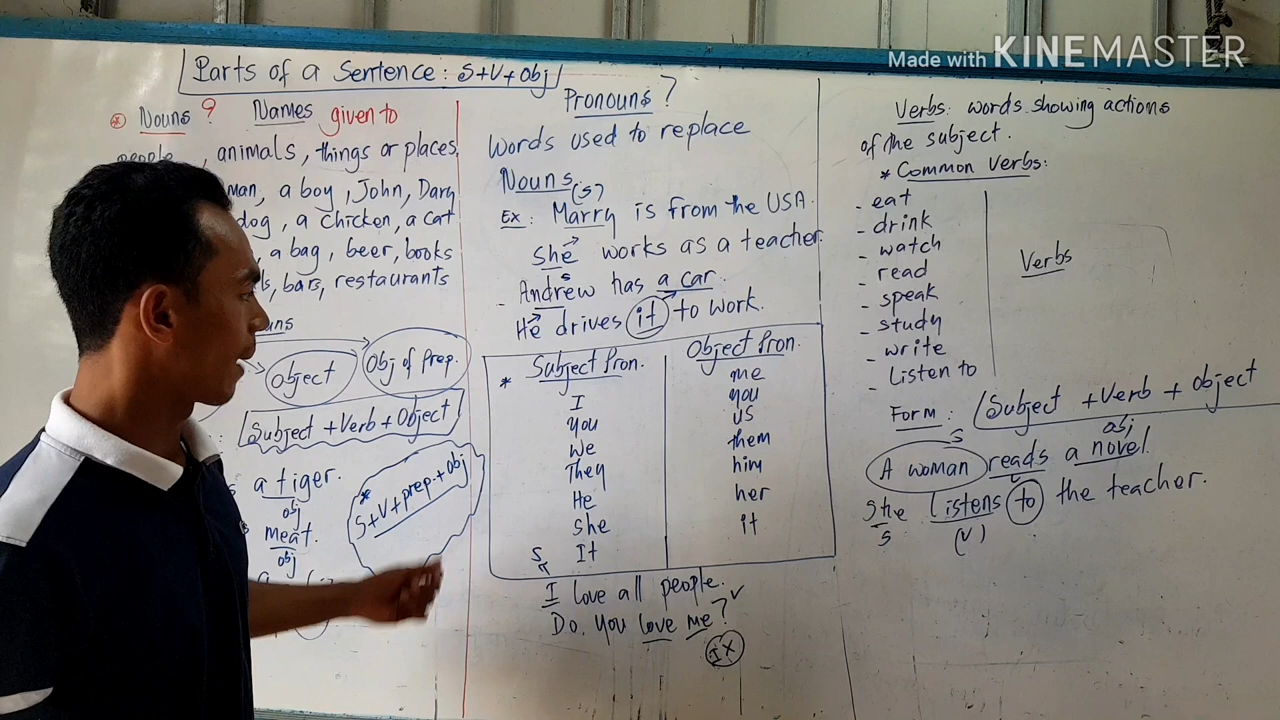 Made with KINEMASTER
Parts of a Sentence: S+V+Obj
* Nouns ? Names given to
people, animals, things or places
man, a boy, John, Dary
dog, a chicken, a cat
, a bag, beer, books
bars, restaurants
Object
Obj of Prep.
Subject + Verb + Object
a tiger.
obj
meat.
obj
*
S+V+prep+Obj
Pronouns ?
Words used to replace
Nouns.
(S)
Ex: Marry is from the USA.
She works as a teacher.
S
- Andrew has a car.
He drives it to work.
* Subject Pron.
I
you
we
They
He
she
It
Object Pron.
me
you
us
them
him
her
it
S
I love all people.
Do you love me? ✓
I X
Verbs: words showing actions
of the subject.
* Common Verbs:
- eat
- drink
- watch
- read
- speak
- study
- write
- Listen to
Verbs
Form: Subject + Verb + Object
S
obj
A woman reads a novel.
She Listens to the teacher.
S
(V)